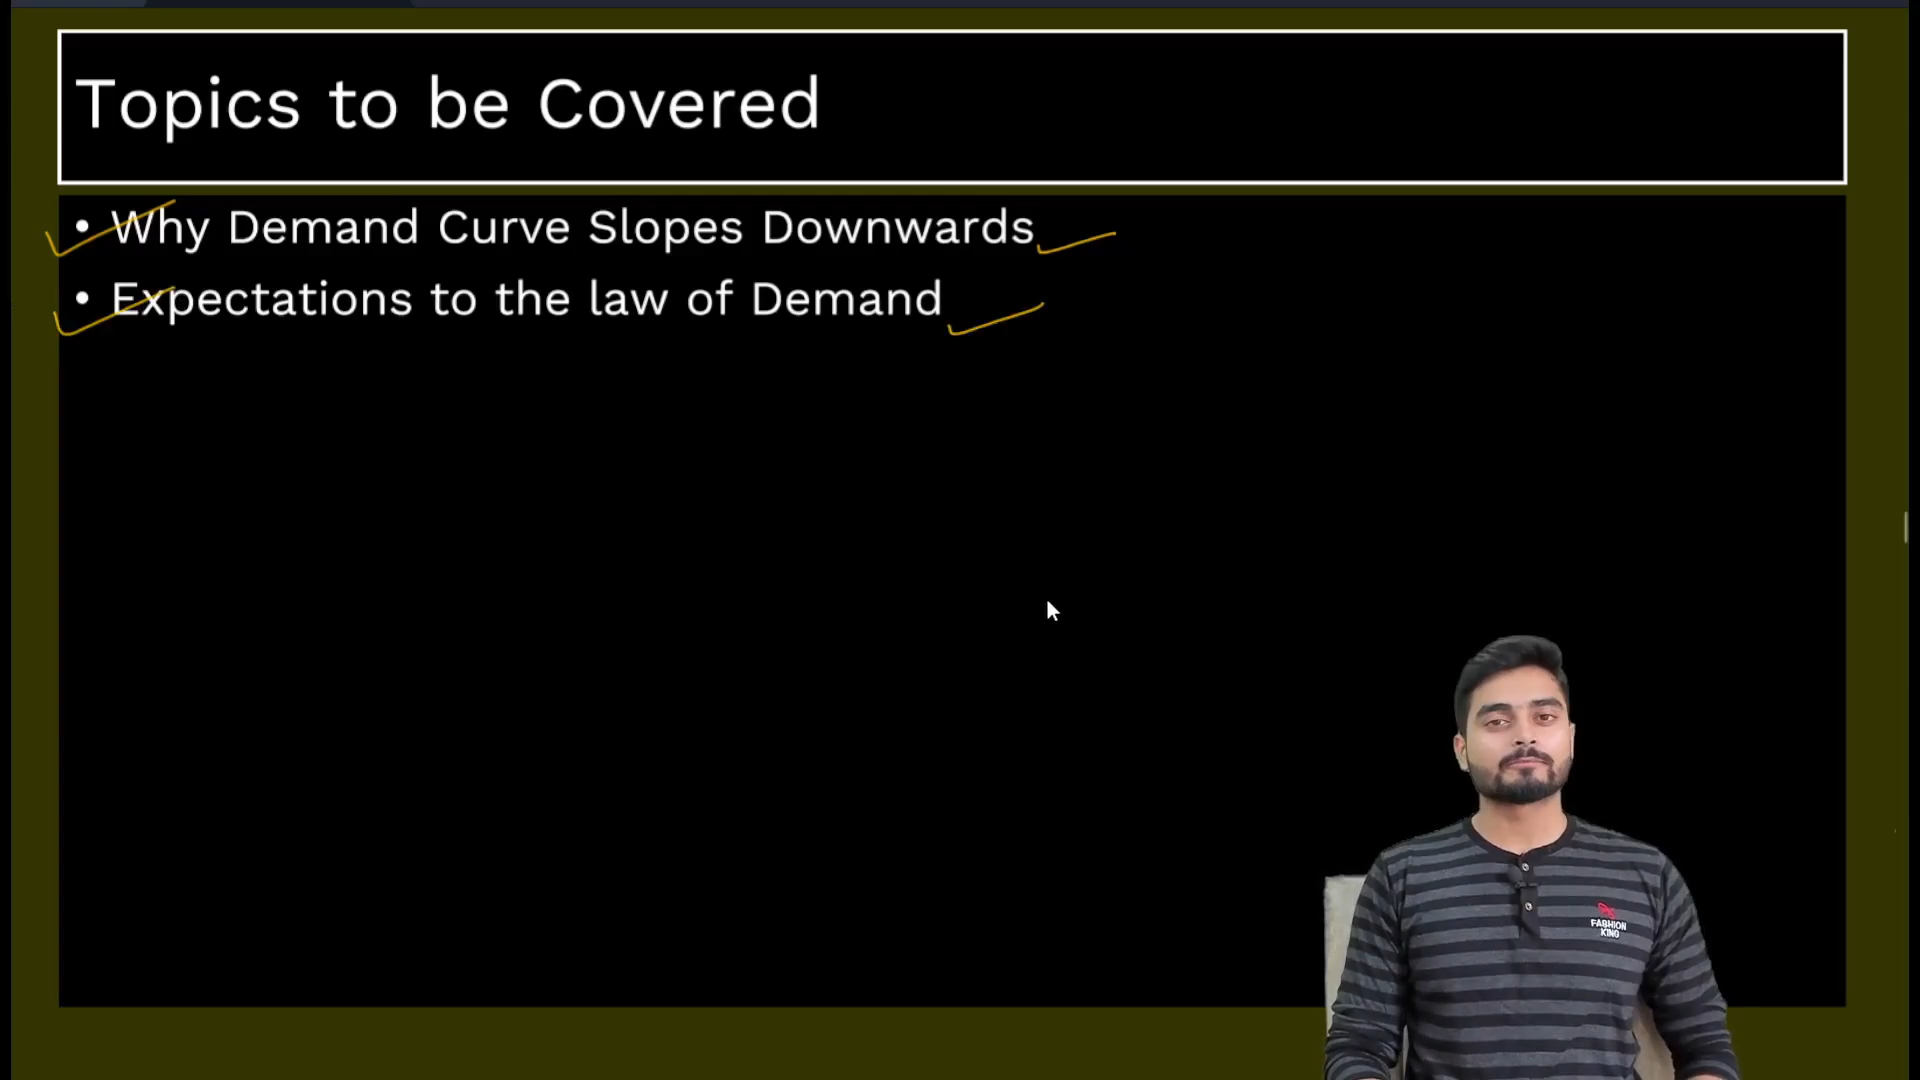 Topics to be Covered
• Why Demand Curve Slopes Downwards
• Expectations to the law of Demand
FASHION
KING